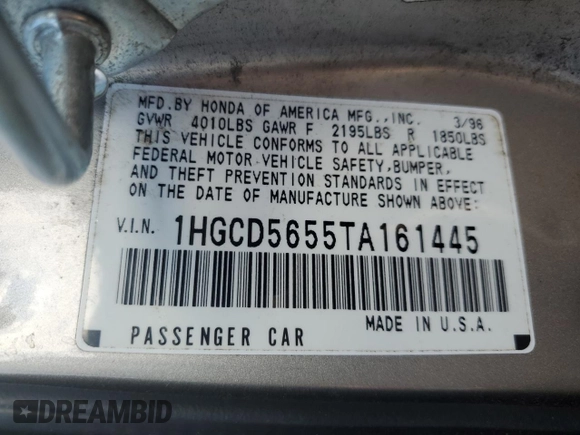 MFD. BY HONDA OF AMERICA MFG., INC. 3/96
GVWR 4010LBS GAWR F 2195LBS R 1850LBS
THIS VEHICLE CONFORMS TO ALL APPLICABLE
FEDERAL MOTOR VEHICLE SAFETY, BUMPER,
AND THEFT PREVENTION STANDARDS IN EFFECT
ON THE DATE OF MANUFACTURE SHOWN ABOVE.
V.I.N. 1HGCD5655TA161445
PASSENGER CAR MADE IN U.S.A.
DREAMBID